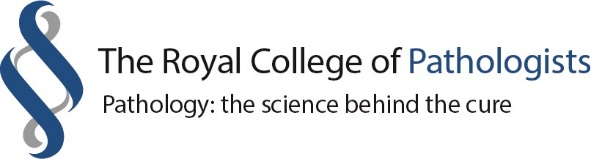 The Royal College of Pathologists
Pathology: the science behind the cure